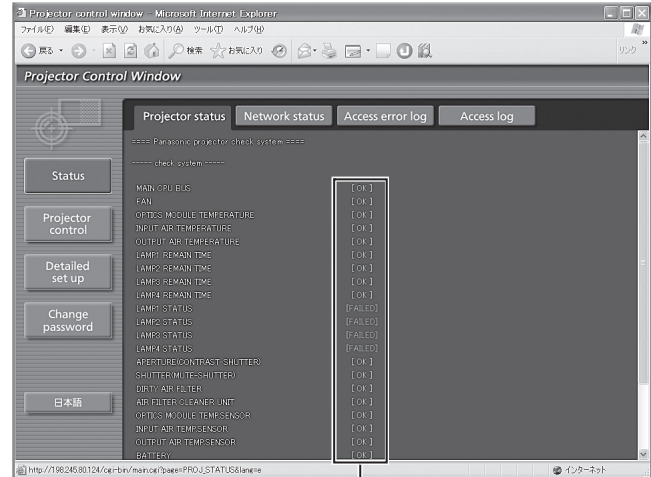 Projector control window - Microsoft Internet Explorer
ファイル(F) 編集(E) 表示(V) お気に入り(A) ツール(T) ヘルプ(H)
戻る 検索 お気に入り リンク »
Projector Control Window
Projector status Network status Access error log Access log
==== Panasonic projector check system ====
----- check system -----
Status
MAIN CPU BUS [ OK ]
FAN [ OK ]
OPTICS MODULE TEMPERATURE [ OK ]
INPUT AIR TEMPERATURE [ OK ]
OUTPUT AIR TEMPERATURE [ OK ]
LAMP1 REMAIN TIME [ OK ]
LAMP2 REMAIN TIME [ OK ]
LAMP3 REMAIN TIME [ OK ]
LAMP4 REMAIN TIME [ OK ]
LAMP1 STATUS [FAILED]
LAMP2 STATUS [FAILED]
LAMP3 STATUS [FAILED]
LAMP4 STATUS [FAILED]
APERTURE(CONTRAST-SHUTTER) [ OK ]
SHUTTER(MUTE-SHUTTER) [ OK ]
DIRTY AIR FILTER [ OK ]
AIR FILTER CLEANER UNIT [ OK ]
OPTICS MODULE TEMP.SENSOR [ OK ]
INPUT AIR TEMP.SENSOR [ OK ]
OUTPUT AIR TEMP.SENSOR [ OK ]
BATTERY [ OK ]
Projector
control
Detailed
set up
Change
password
日本語
http://198.245.80.124/cgi-bin/main.cgi?page=PROJ_STATUS&lang=e インターネット